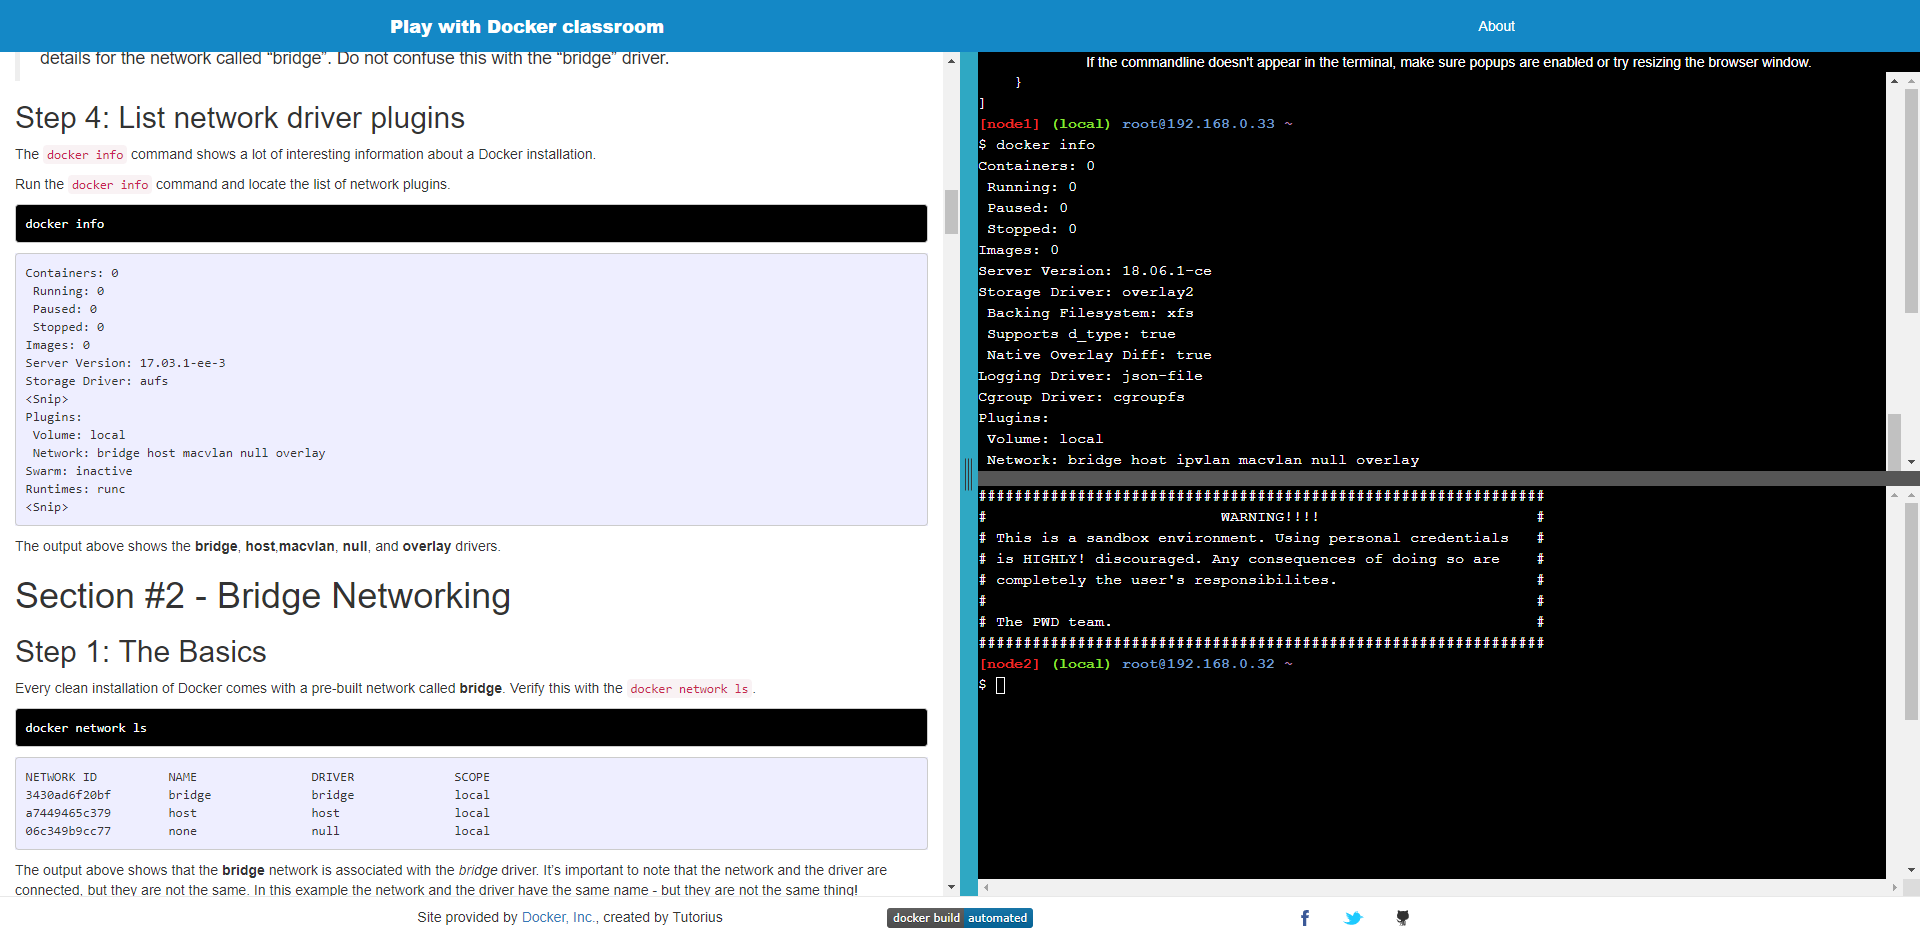 Play with Docker classroom
About
details for the network called “bridge”. Do not confuse this with the “bridge” driver.
Step 4: List network driver plugins
The docker info command shows a lot of interesting information about a Docker installation.
Run the docker info command and locate the list of network plugins.
docker info
Containers: 0
 Running: 0
 Paused: 0
 Stopped: 0
Images: 0
Server Version: 17.03.1-ee-3
Storage Driver: aufs
<Snip>
Plugins:
 Volume: local
 Network: bridge host macvlan null overlay
Swarm: inactive
Runtimes: runc
<Snip>
The output above shows the bridge, host,macvlan, null, and overlay drivers.
Section #2 - Bridge Networking
Step 1: The Basics
Every clean installation of Docker comes with a pre-built network called bridge. Verify this with the docker network ls.
docker network ls
NETWORK ID NAME DRIVER SCOPE
3430ad6f20bf bridge bridge local
a7449465c379 host host local
06c349b9cc77 none null local
The output above shows that the bridge network is associated with the bridge driver. It’s important to note that the network and the driver are
connected, but they are not the same. In this example the network and the driver have the same name - but they are not the same thing!
If the commandline doesn't appear in the terminal, make sure popups are enabled or try resizing the browser window.
    }
]
[node1] (local) root@192.168.0.33 ~
$ docker info
Containers: 0
 Running: 0
 Paused: 0
 Stopped: 0
Images: 0
Server Version: 18.06.1-ce
Storage Driver: overlay2
 Backing Filesystem: xfs
 Supports d_type: true
 Native Overlay Diff: true
Logging Driver: json-file
Cgroup Driver: cgroupfs
Plugins:
 Volume: local
 Network: bridge host ipvlan macvlan null overlay
###############################################################
#                          WARNING!!!!                        #
# This is a sandbox environment. Using personal credentials   #
# is HIGHLY! discouraged. Any consequences of doing so are    #
# completely the user's responsibilites.                      #
#                                                             #
# The PWD team.                                               #
###############################################################
[node2] (local) root@192.168.0.32 ~
$
Site provided by Docker, Inc., created by Tutorius
docker build automated